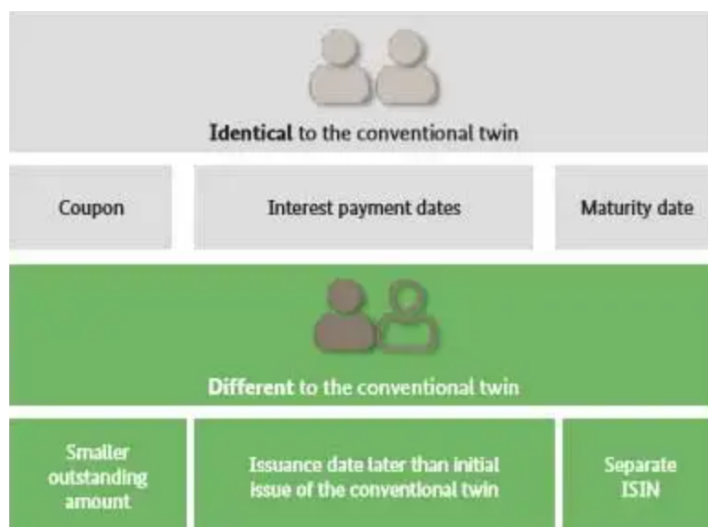 Identical to the conventional twin
Coupon
Interest payment dates
Maturity date
Different to the conventional twin
Smaller
outstanding
amount
Issuance date later than initial
issue of the conventional twin
Separate
ISIN